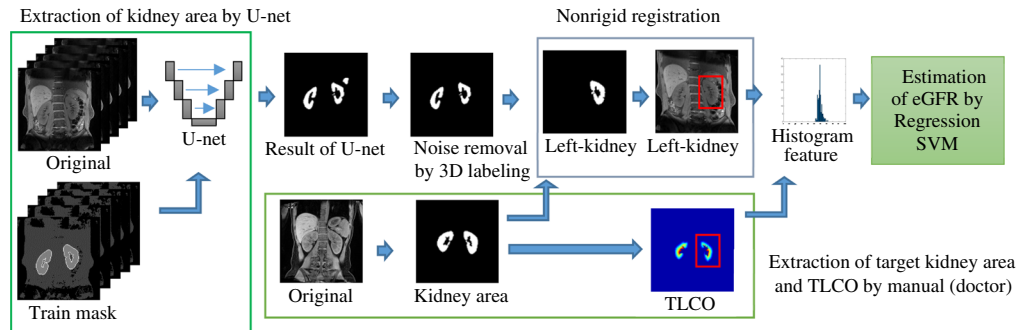 Extraction of kidney area by U-net
Nonrigid registration
Original
U-net
Result of U-net
Noise removal
by 3D labeling
Left-kidney
Left-kidney
Histogram
feature
Estimation
of eGFR by
Regression
SVM
Train mask
Original
Kidney area
TLCO
Extraction of target kidney area
and TLCO by manual (doctor)